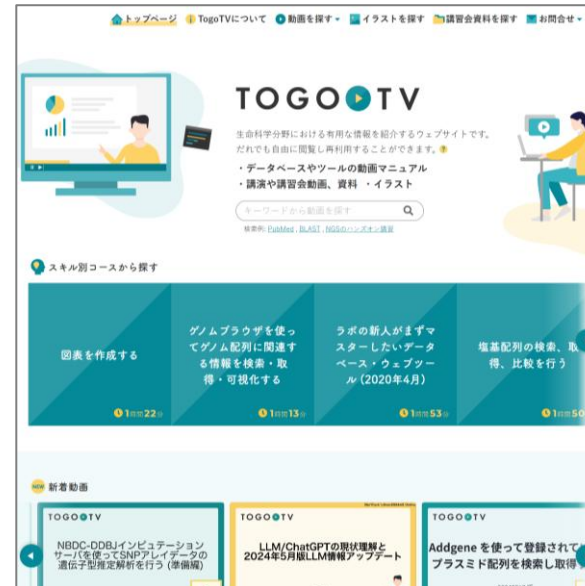 トップページ TogoTVについて 動画を探す イラストを探す 講習会資料を探す お問合せ
TOGO TV
生命科学分野における有用な情報を紹介するウェブサイトです。
だれでも自由に閲覧し再利用することができます。
・データベースやツールの動画マニュアル
・講演や講習会動画、資料 ・イラスト
キーワードから動画を探す
検索例: PubMed , BLAST , NGSのハンズオン講習
スキル別コースから探す
図表を作成する
1時間22分
ゲノムブラウザを使っ
てゲノム配列に関連す
る情報を検索・取
得・可視化する
1時間13分
ラボの新人がまずマ
スターしたいデータ
ベース・ウェブツー
ル(2020年4月)
1時間53分
塩基配列の検索、取
得、比較を行う
1時間50
NEW 新着動画
TOGOTV
NBDC-DDBJインピュテーション
サーバを使ってSNPアレイデータの
遺伝子型推定解析を行う (準備編)
TOGOTV
LLM/ChatGPTの現状理解と
2024年5月版LLM情報アップデート
TOGOTV
Addgene を使って登録されて
プラスミド配列を検索し取得